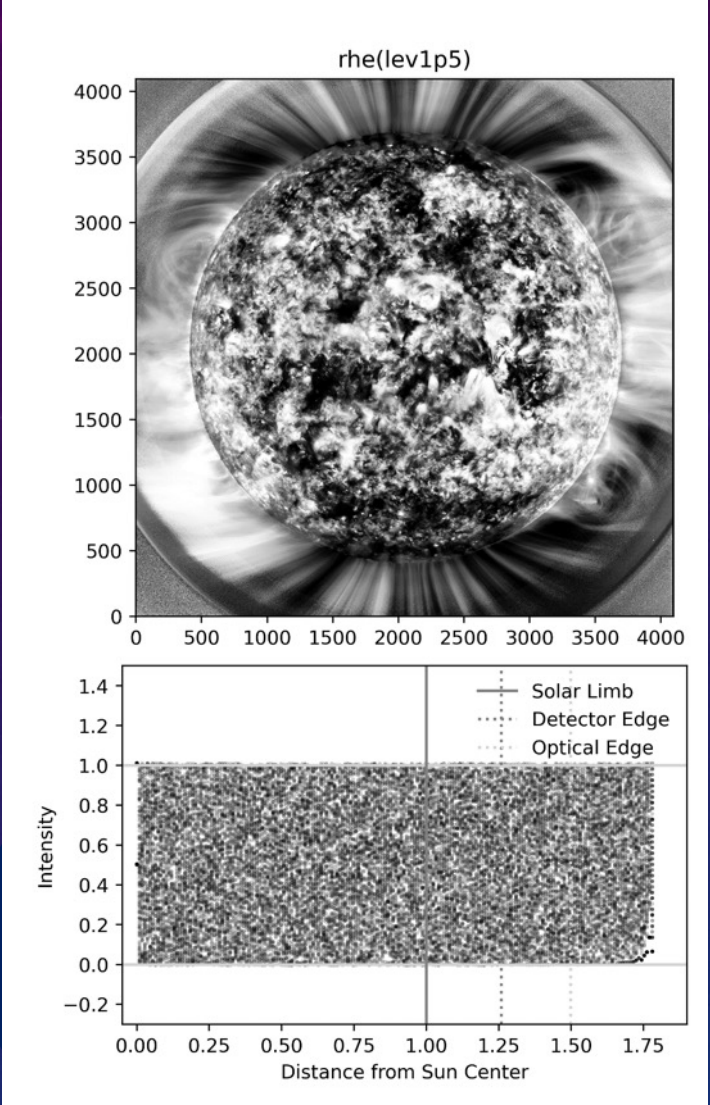 rhe(lev1p5)
4000
3500
3000
2500
2000
1500
1000
500
0
0 500 1000 1500 2000 2500 3000 3500 4000
1.4
Solar Limb
1.2
Detector Edge
Optical Edge
1.0
0.8
Intensity
0.6
0.4
0.2
0.0
−0.2
0.00 0.25 0.50 0.75 1.00 1.25 1.50 1.75
Distance from Sun Center